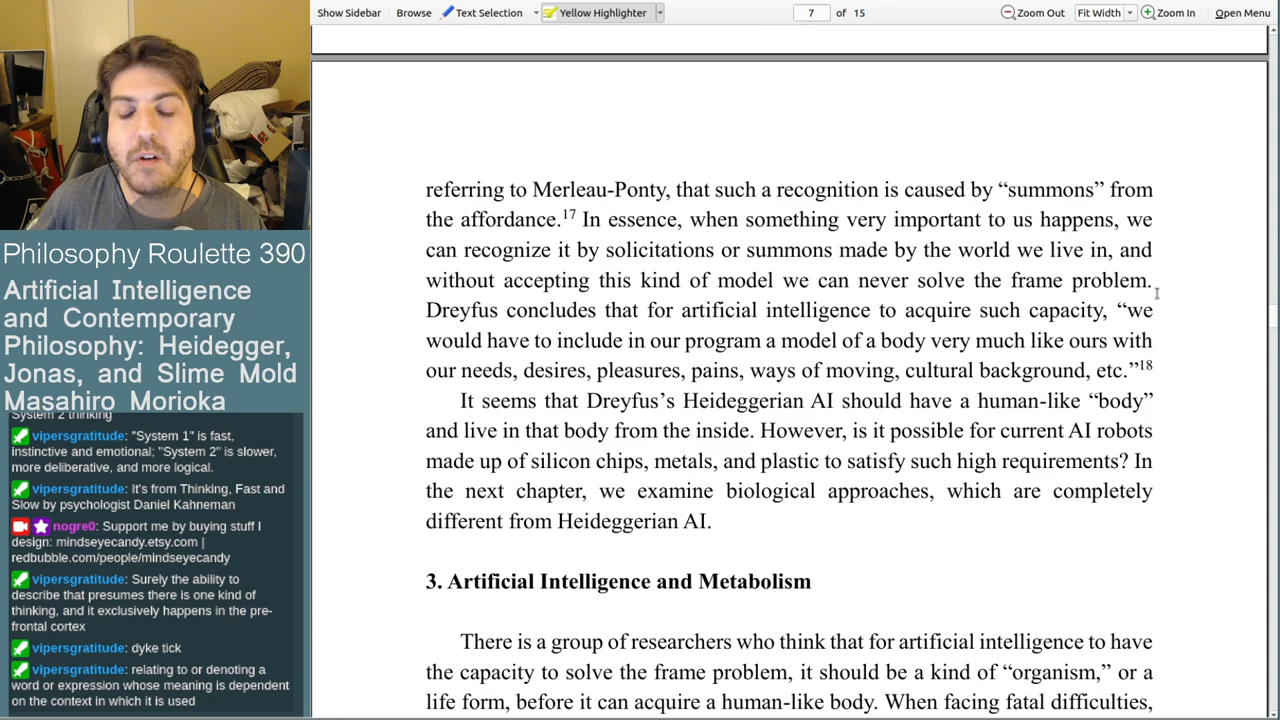 Show Sidebar Browse Text Selection Yellow Highlighter 7 of 15 Zoom Out Fit Width Zoom In Open Menu
referring to Merleau-Ponty, that such a recognition is caused by “summons” from
the affordance.17 In essence, when something very important to us happens, we
can recognize it by solicitations or summons made by the world we live in, and
without accepting this kind of model we can never solve the frame problem.
Dreyfus concludes that for artificial intelligence to acquire such capacity, “we
would have to include in our program a model of a body very much like ours with
our needs, desires, pleasures, pains, ways of moving, cultural background, etc.”18
It seems that Dreyfus’s Heideggerian AI should have a human-like “body”
and live in that body from the inside. However, is it possible for current AI robots
made up of silicon chips, metals, and plastic to satisfy such high requirements? In
the next chapter, we examine biological approaches, which are completely
different from Heideggerian AI.
3. Artificial Intelligence and Metabolism
There is a group of researchers who think that for artificial intelligence to have
the capacity to solve the frame problem, it should be a kind of “organism,” or a
life form, before it can acquire a human-like body. When facing fatal difficulties,
Philosophy Roulette 390
Artificial Intelligence
and Contemporary
Philosophy: Heidegger,
Jonas, and Slime Mold
Masahiro Morioka
System 2 thinking
vipersgratitude: "System 1" is fast,
instinctive and emotional; "System 2" is slower,
more deliberative, and more logical.
vipersgratitude: It's from Thinking, Fast and
Slow by psychologist Daniel Kahneman
nogre0: Support me by buying stuff I
design: mindseyecandy.etsy.com |
redbubble.com/people/mindseyecandy
vipersgratitude: Surely the ability to
describe that presumes there is one kind of
thinking, and it exclusively happens in the pre-
frontal cortex
vipersgratitude: dyke tick
vipersgratitude: relating to or denoting a
word or expression whose meaning is dependent
on the context in which it is used